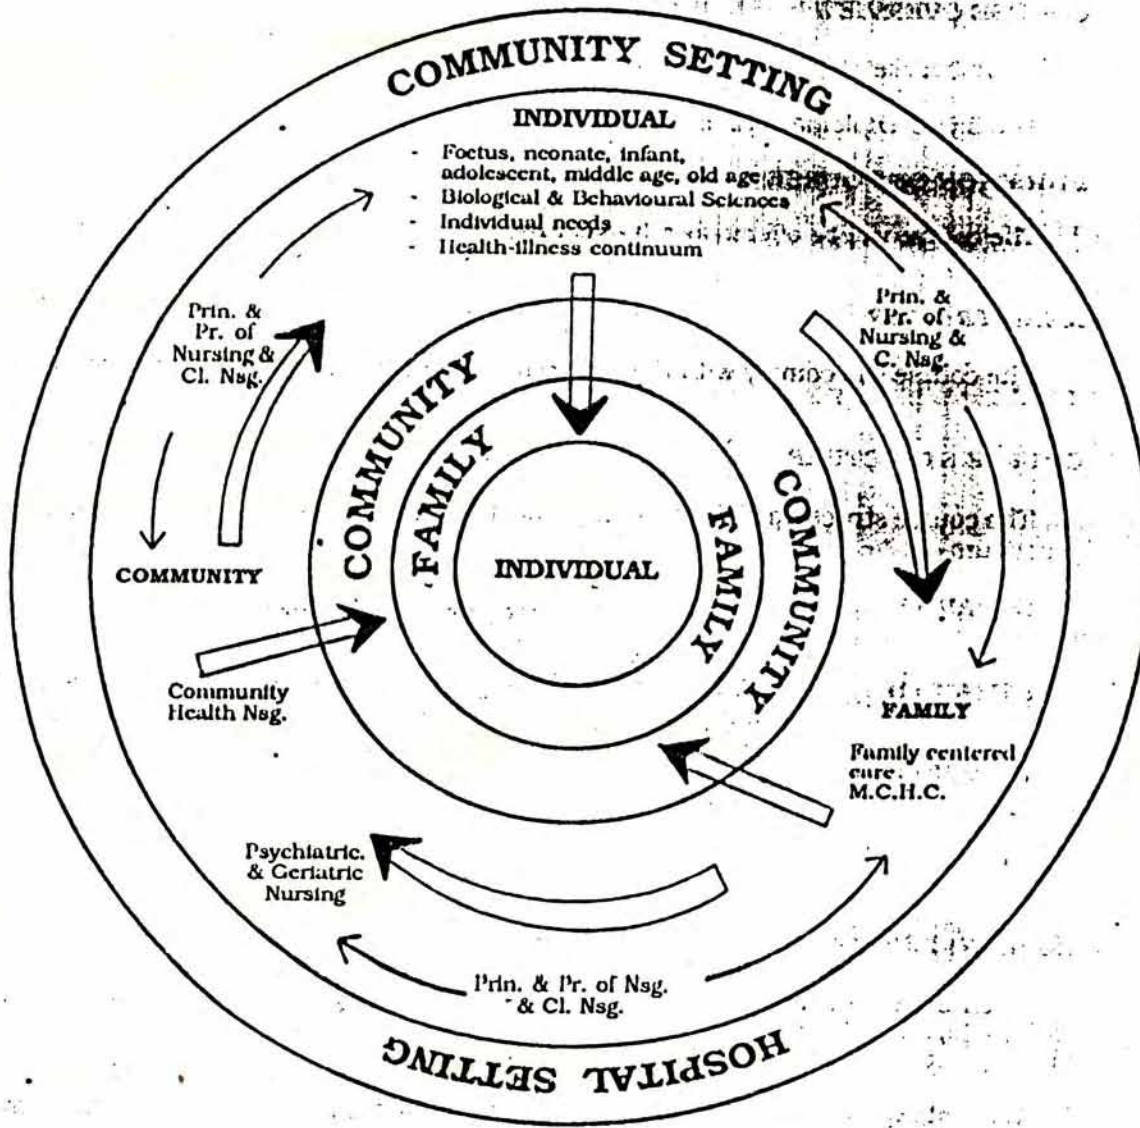 COMMUNITY SETTING
INDIVIDUAL
- Foetus, neonate, infant,
adolescent, middle age, old age
- Biological & Behavioural Sciences
- Individual needs
- Health-illness continuum
Prin. &
Pr. of
Nursing &
Cl. Nsg.
Prin. &
Pr. of
Nursing &
C. Nsg.
COMMUNITY
FAMILY
INDIVIDUAL
FAMILY
COMMUNITY
COMMUNITY
Community
Health Nsg.
FAMILY
Family centered
care.
M.C.H.C.
Psychiatric.
& Geriatric
Nursing
Prin. & Pr. of Nsg.
& Cl. Nsg.
HOSPITAL SETTING